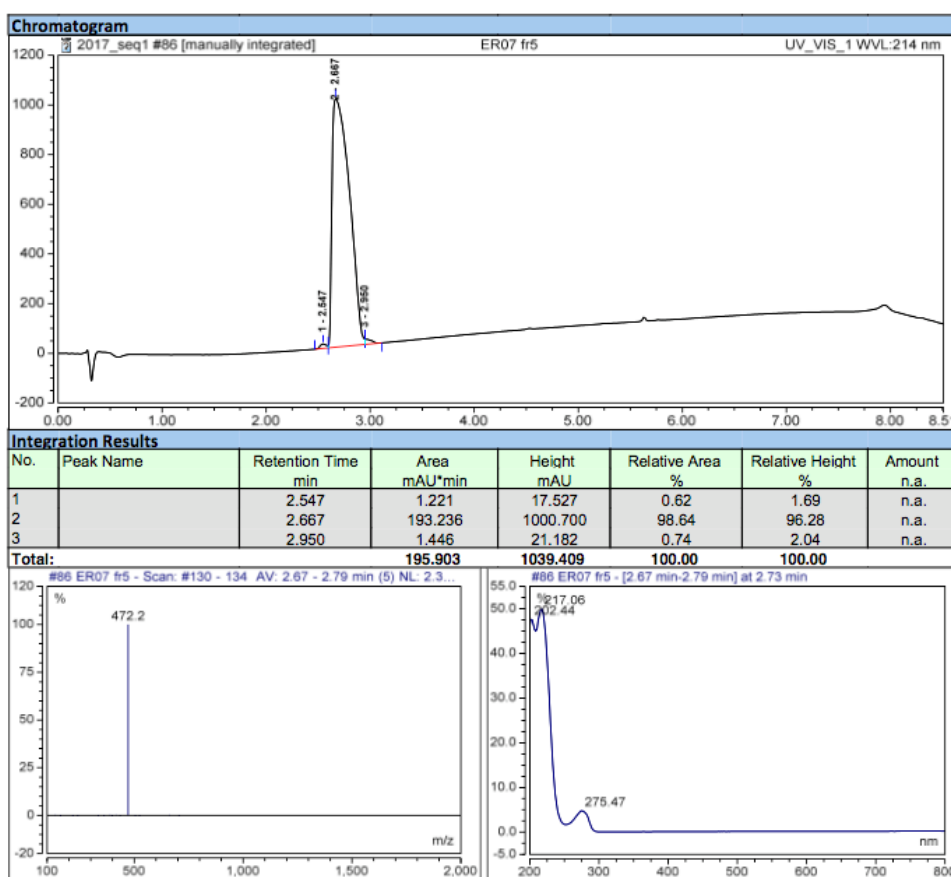 Chromatogram
2017_seq1 #86 [manually integrated] ER07 fr5 UV_VIS_1 WVL:214 nm
1200
1000
800
600
400
200
0
-200
2 - 2.667
1 - 2.547
3 - 2.950
0.00 1.00 2.00 3.00 4.00 5.00 6.00 7.00 8.00 8.5
Integration Results
No. Peak Name Retention Time Area Height Relative Area Relative Height Amount
min mAU*min mAU % % n.a.
1 2.547 1.221 17.527 0.62 1.69 n.a.
2 2.667 193.236 1000.700 98.64 96.28 n.a.
3 2.950 1.446 21.182 0.74 2.04 n.a.
Total: 195.903 1039.409 100.00 100.00
#86 ER07 fr5 - Scan: #130 - 134 AV: 2.67 - 2.79 min (5) NL: 2.3...
120
%
100
75
50
25
0
-20
472.2
m/z
100 500 1,000 1,500 2,000
#86 ER07 fr5 - [2.67 min-2.79 min] at 2.73 min
55.0
%
50.0
40.0
30.0
20.0
10.0
0.0
-5.0
217.06
202.44
275.47
nm
200 300 400 500 600 700 800